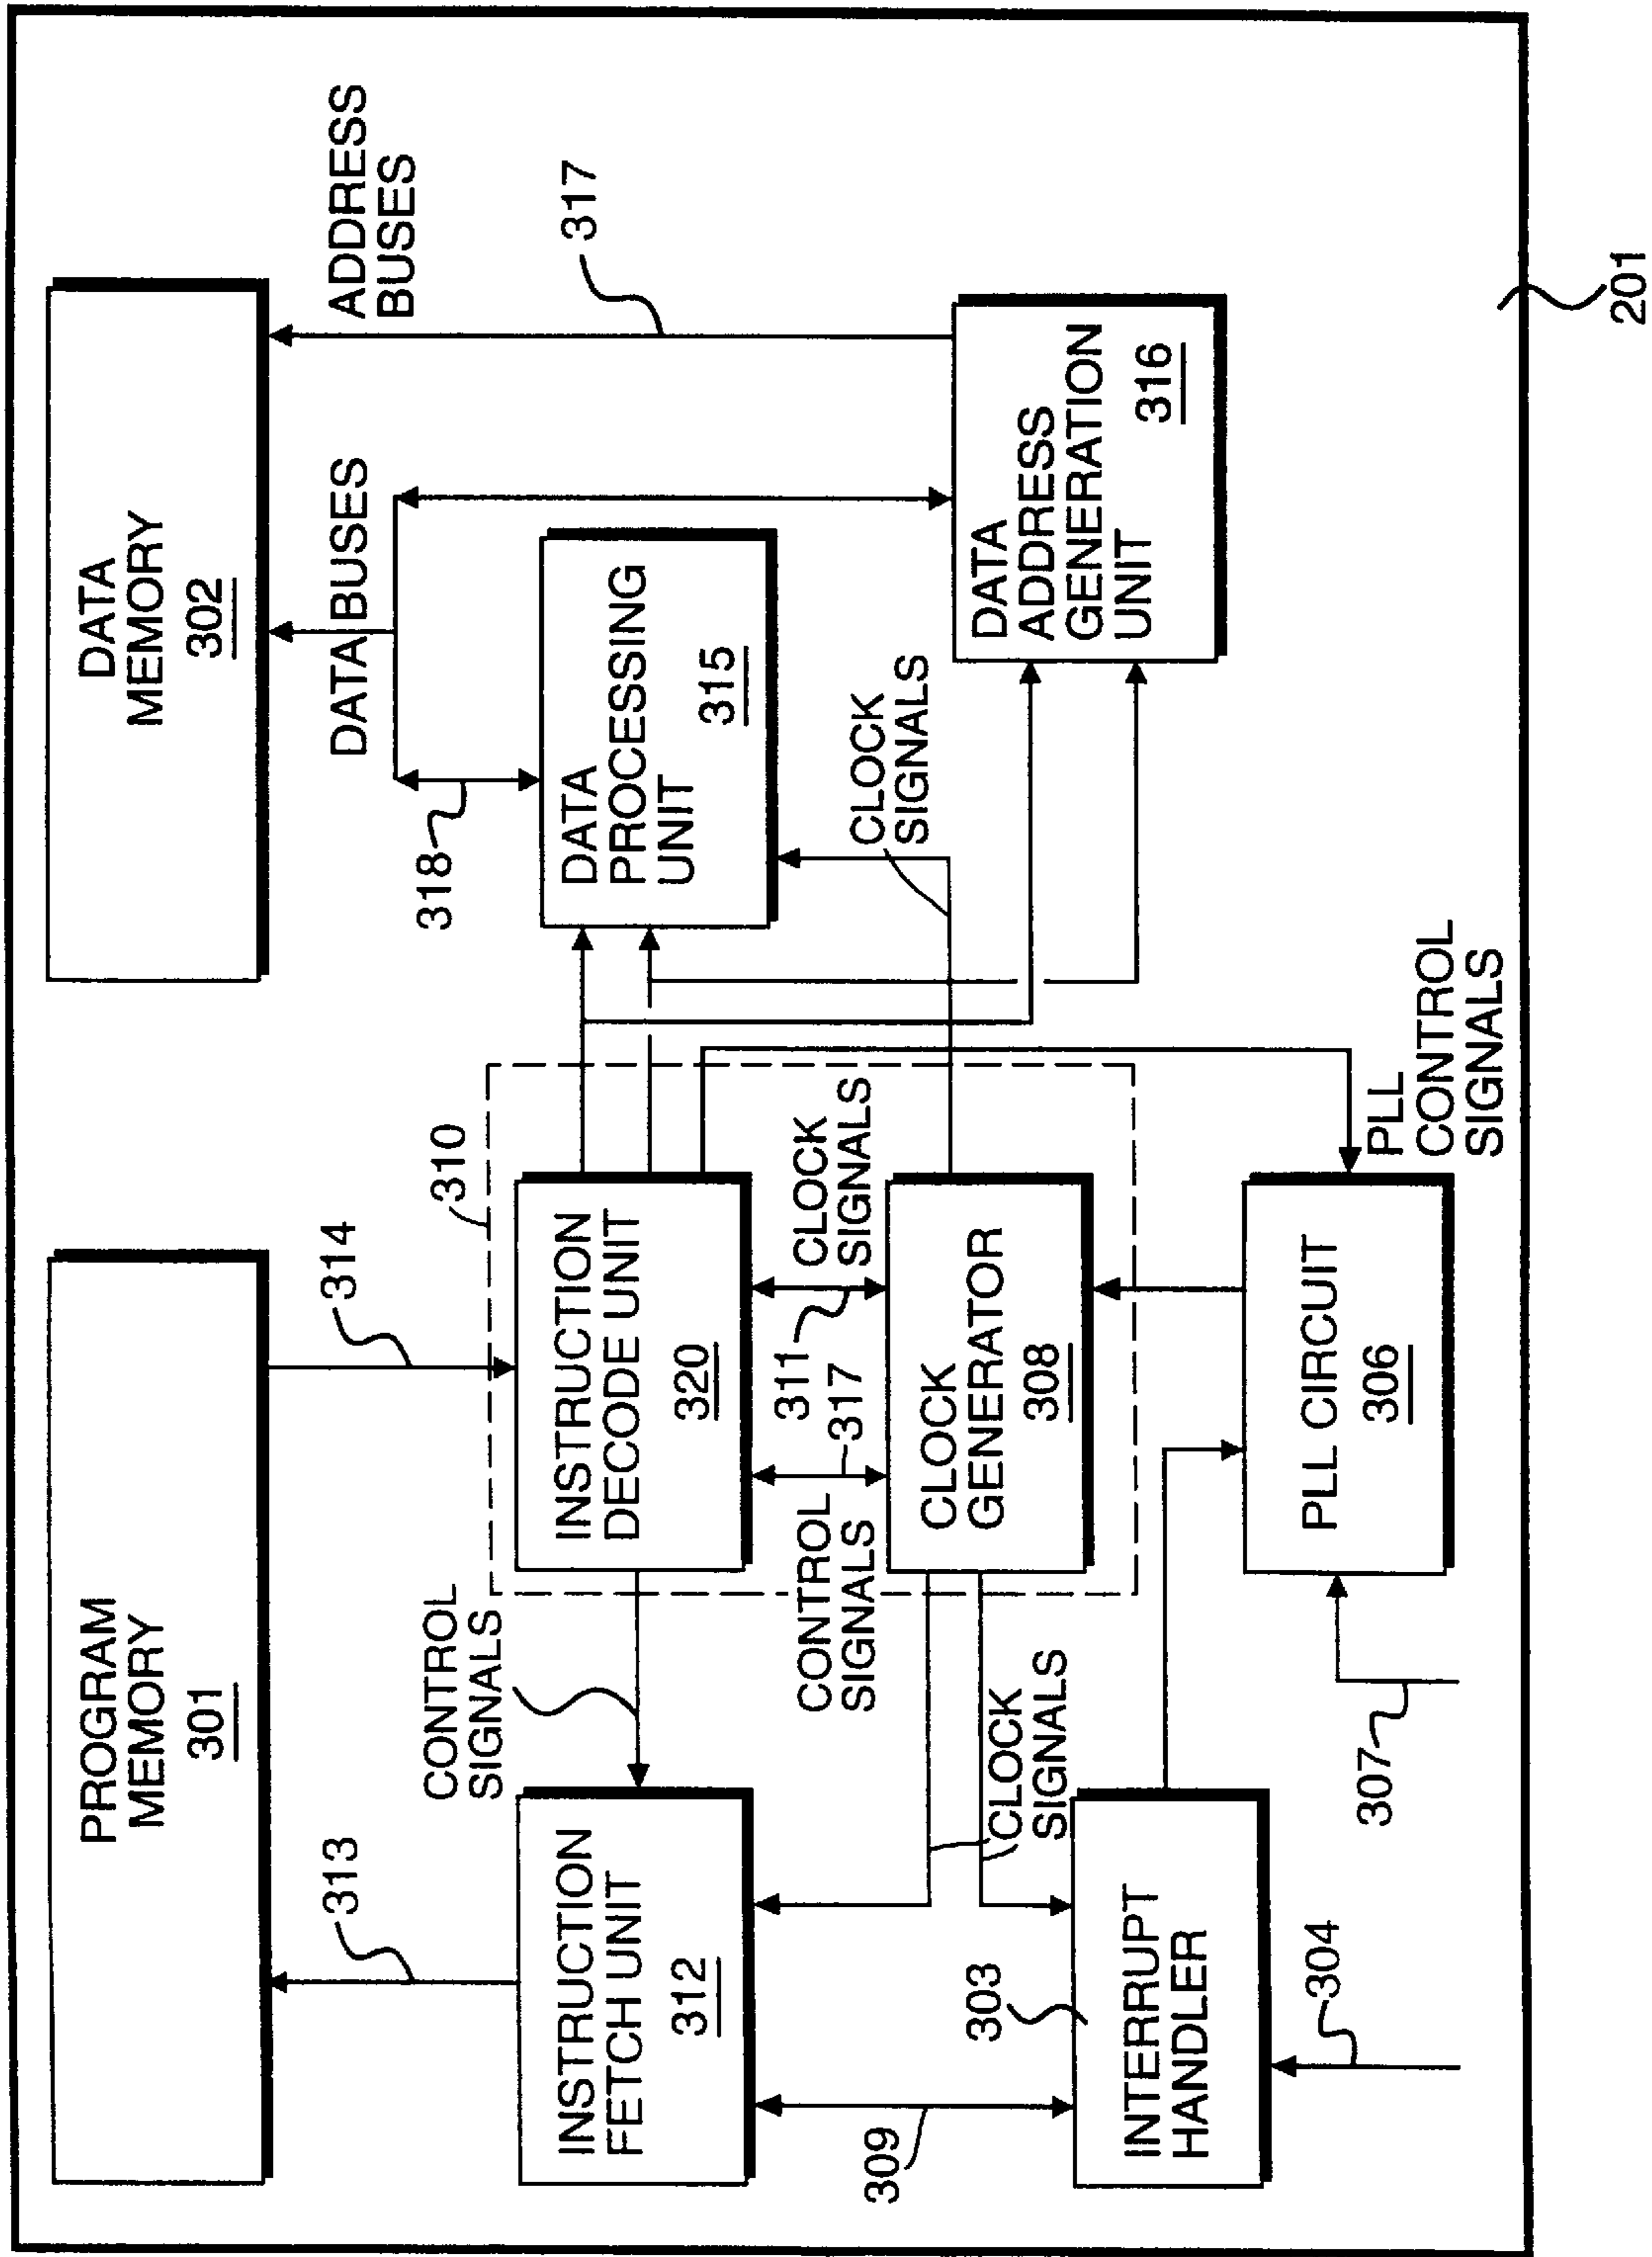 PROGRAM
MEMORY
301
DATA
MEMORY
302
313
314
DATA BUSES
ADDRESS
BUSES
318
317
CONTROL
SIGNALS
310
INSTRUCTION
FETCH UNIT
312
INSTRUCTION
DECODE UNIT
320
DATA
PROCESSING
UNIT
315
CONTROL
SIGNALS
317
311
CLOCK
SIGNALS
CLOCK
SIGNALS
309
303
CLOCK
SIGNALS
CLOCK
GENERATOR
308
DATA
ADDRESS
GENERATION
UNIT
316
INTERRUPT
HANDLER
304
307
PLL CIRCUIT
306
PLL
CONTROL
SIGNALS
201